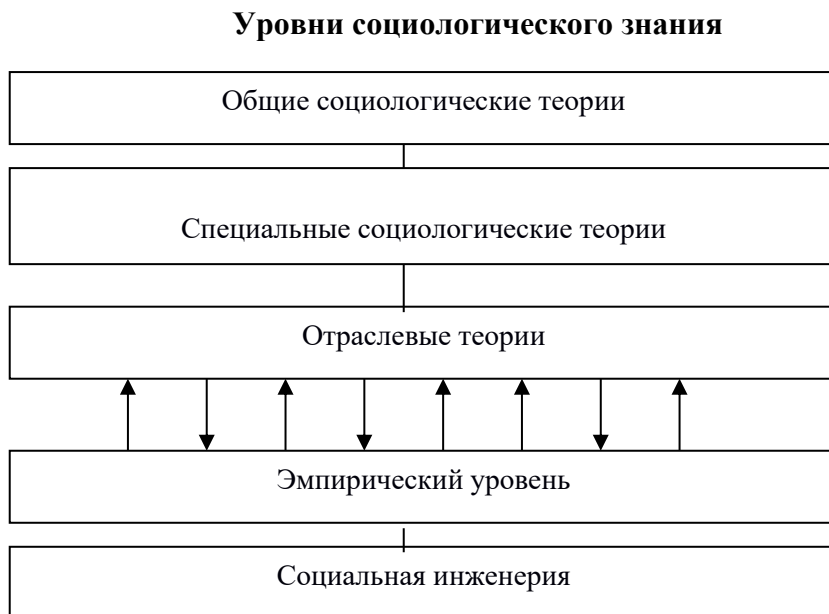 Уровни социологического знания
Общие социологические теории
Специальные социологические теории
Отраслевые теории
Эмпирический уровень
Социальная инженерия